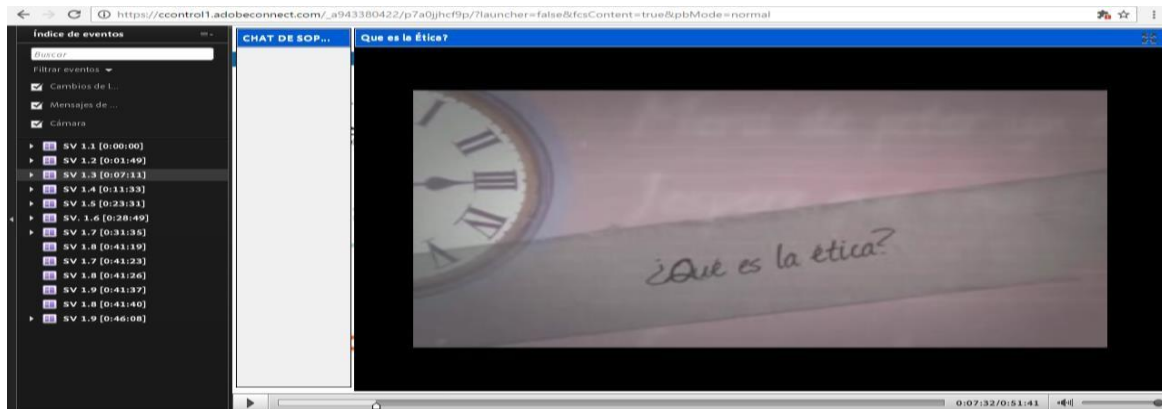 https://ccontrol1.adobeconnect.com/_a943380422/p7a0jjhcf9p/?launcher=false&fcsContent=true&pbMode=normal
Índice de eventos
Buscar
Filtrar eventos
Cambios de l...
Mensajes de ...
Cámara
SV 1.1 [0:00:00]
SV 1.2 [0:01:49]
SV 1.3 [0:07:11]
SV 1.4 [0:11:33]
SV 1.5 [0:23:31]
SV. 1.6 [0:28:49]
SV 1.7 [0:31:35]
SV 1.8 [0:41:19]
SV 1.7 [0:41:23]
SV 1.8 [0:41:26]
SV 1.9 [0:41:37]
SV 1.8 [0:41:40]
SV 1.9 [0:46:08]
CHAT DE SOP...
Que es la Ética?
¿Que es la ética?
0:07:32/0:51:41